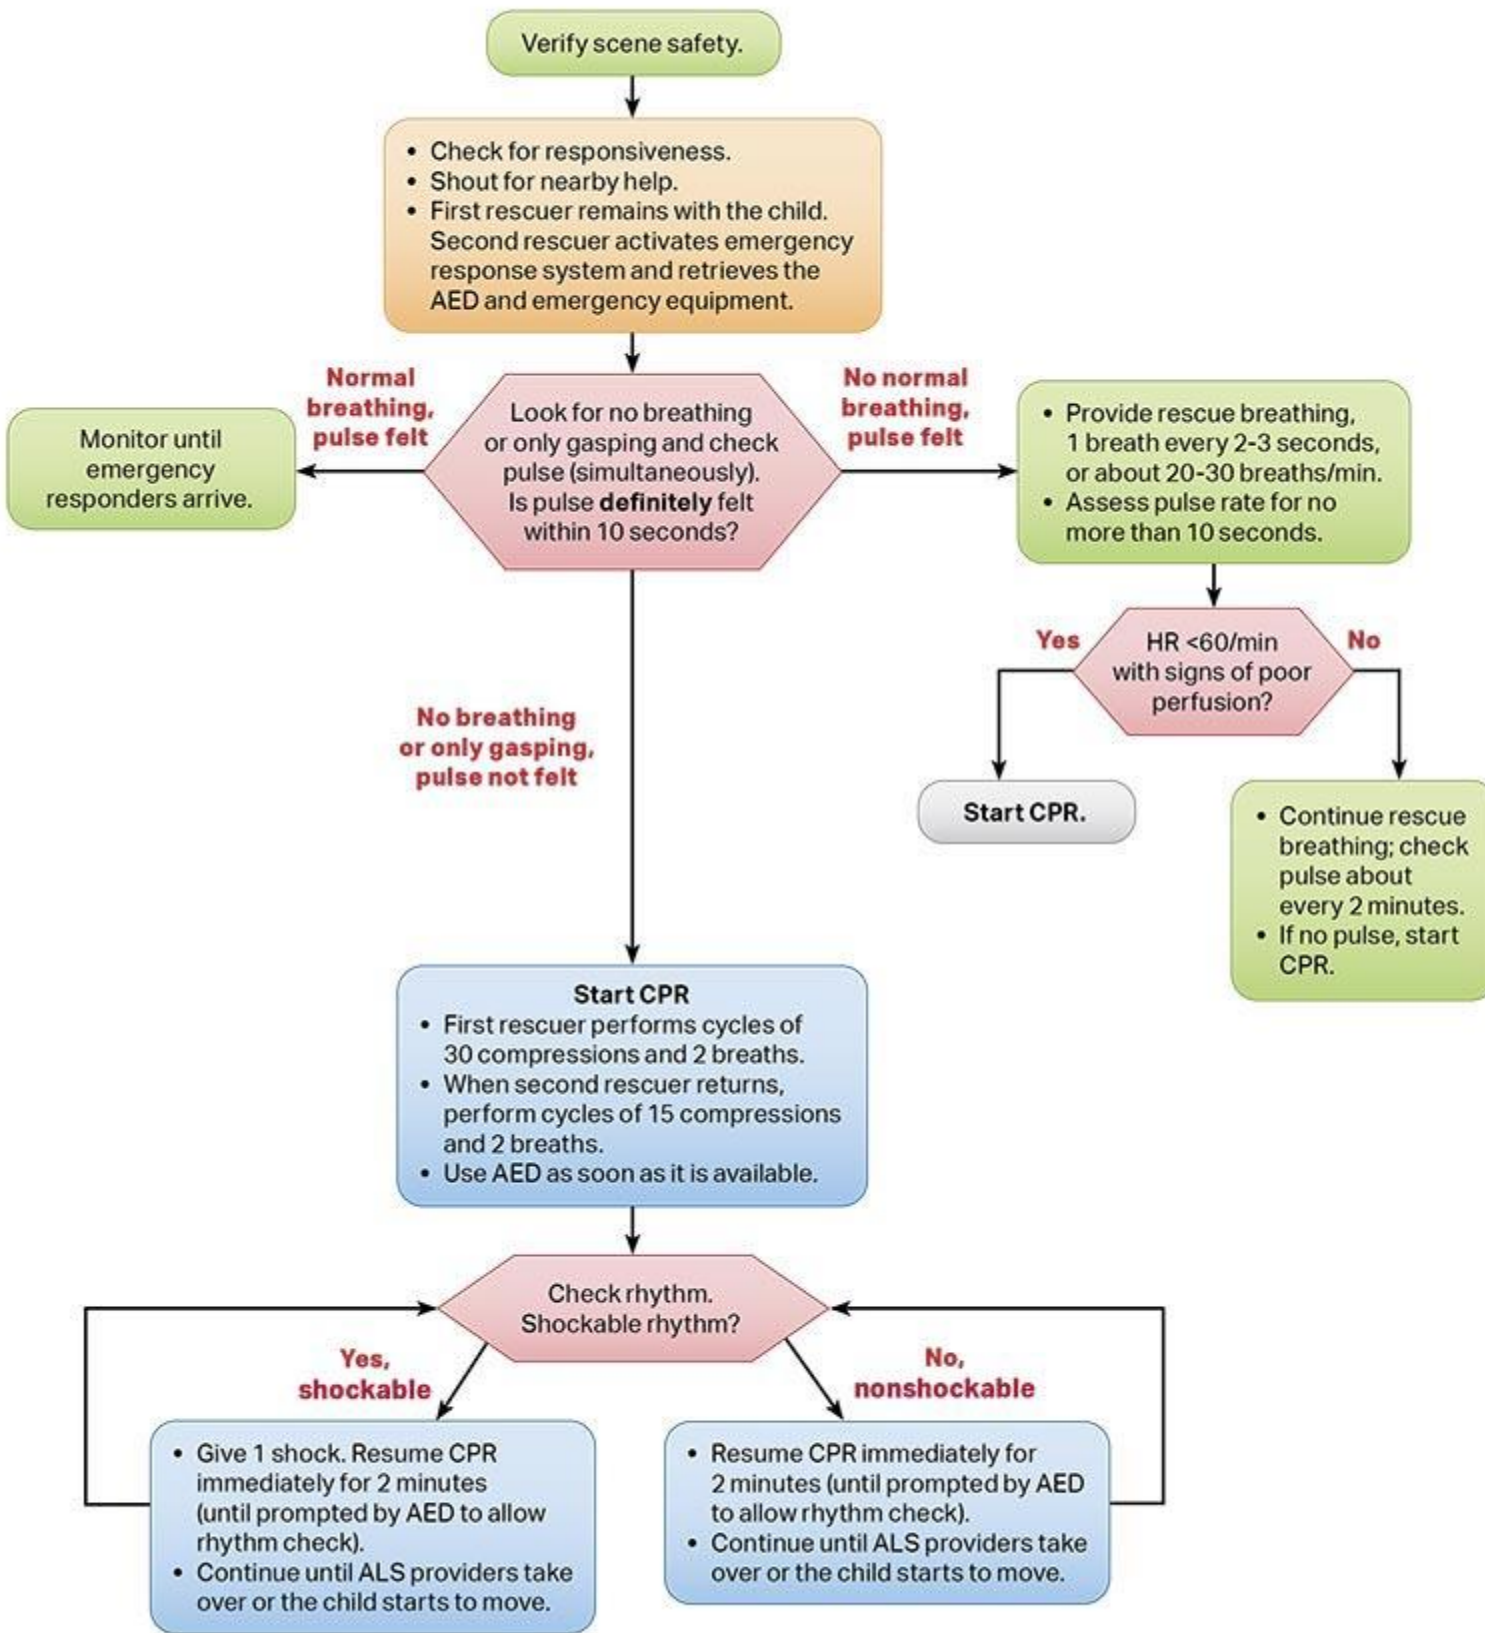 Verify scene safety.
• Check for responsiveness.
• Shout for nearby help.
• First rescuer remains with the child.
Second rescuer activates emergency
response system and retrieves the
AED and emergency equipment.
Normal
breathing,
pulse felt
Look for no breathing
or only gasping and check
pulse (simultaneously).
Is pulse definitely felt
within 10 seconds?
No normal
breathing,
pulse felt
Monitor until
emergency
responders arrive.
• Provide rescue breathing,
1 breath every 2-3 seconds,
or about 20-30 breaths/min.
• Assess pulse rate for no
more than 10 seconds.
Yes
HR <60/min
with signs of poor
perfusion?
No
No breathing
or only gasping,
pulse not felt
Start CPR.
• Continue rescue
breathing; check
pulse about
every 2 minutes.
• If no pulse, start
CPR.
Start CPR
• First rescuer performs cycles of
30 compressions and 2 breaths.
• When second rescuer returns,
perform cycles of 15 compressions
and 2 breaths.
• Use AED as soon as it is available.
Check rhythm.
Shockable rhythm?
Yes,
shockable
No,
nonshockable
• Give 1 shock. Resume CPR
immediately for 2 minutes
(until prompted by AED to allow
rhythm check).
• Continue until ALS providers take
over or the child starts to move.
• Resume CPR immediately for
2 minutes (until prompted by AED
to allow rhythm check).
• Continue until ALS providers take
over or the child starts to move.